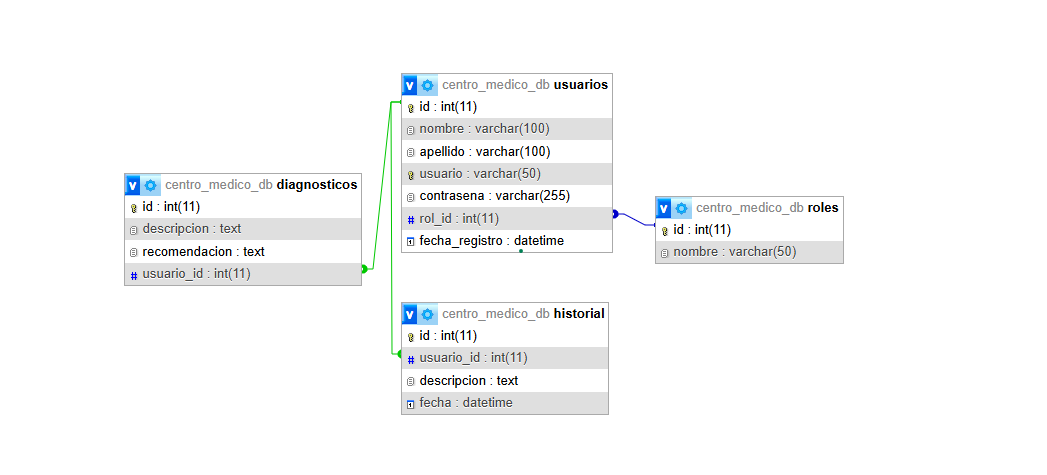 centro_medico_db usuarios
id : int(11)
nombre : varchar(100)
apellido : varchar(100)
usuario : varchar(50)
contrasena : varchar(255)
rol_id : int(11)
fecha_registro : datetime
centro_medico_db diagnosticos
id : int(11)
descripcion : text
recomendacion : text
usuario_id : int(11)
centro_medico_db roles
id : int(11)
nombre : varchar(50)
centro_medico_db historial
id : int(11)
usuario_id : int(11)
descripcion : text
fecha : datetime